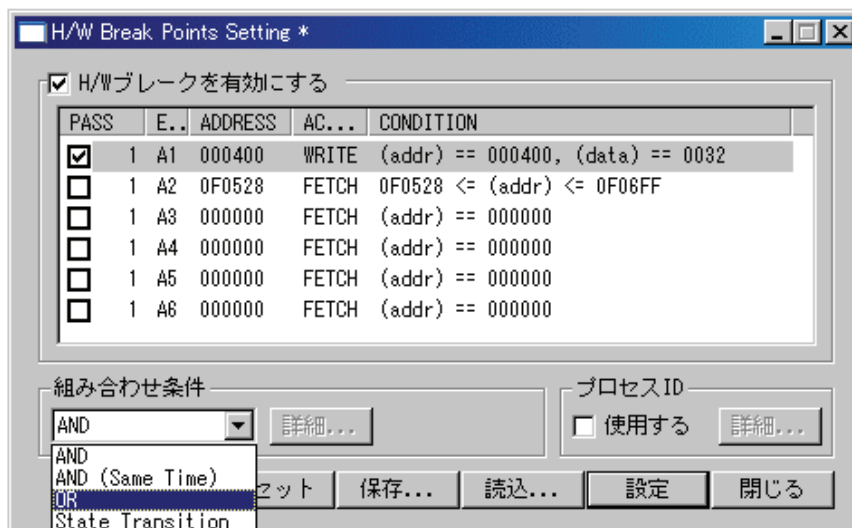 H/W Break Points Setting *
H/Wブレークを有効にする
PASS E.. ADDRESS AC... CONDITION
1 A1 000400 WRITE (addr) == 000400, (data) == 0032
1 A2 0F0528 FETCH 0F0528 <= (addr) <= 0F06FF
1 A3 000000 FETCH (addr) == 000000
1 A4 000000 FETCH (addr) == 000000
1 A5 000000 FETCH (addr) == 000000
1 A6 000000 FETCH (addr) == 000000
組み合わせ条件
プロセスID
AND
詳細...
使用する
詳細...
AND
AND (Same Time)
OR
State Transition
セット
保存...
読込...
設定
閉じる